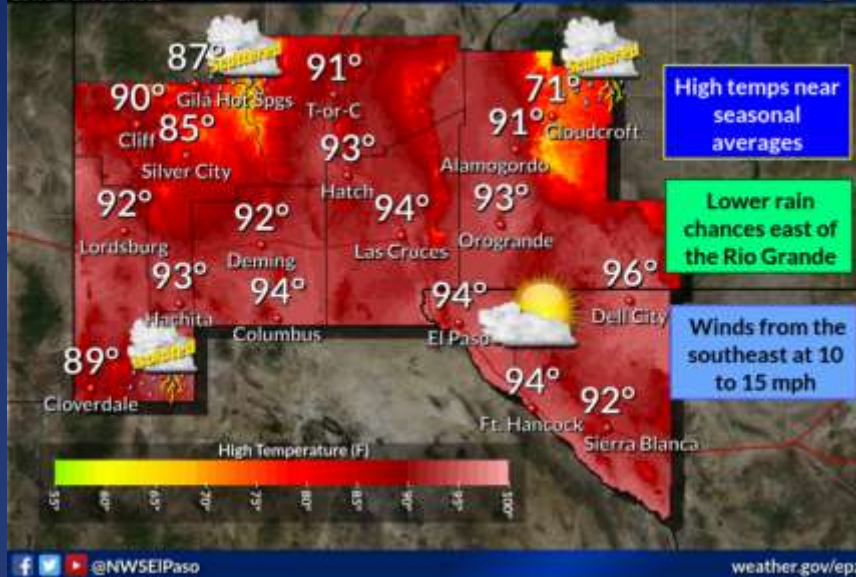 87°
Scattered
Gila Hot Spgs
91°
T-or-C
Scattered
71°
Cloudcroft
90°
Cliff
85°
Silver City
91°
Alamogordo
93°
Hatch
92°
Lordsburg
92°
Deming
94°
Las Cruces
93°
Orogrande
93°
Hachita
94°
Columbus
94°
El Paso
96°
Dell City
89°
Isolated
Cloverdale
94°
Ft. Hancock
92°
Sierra Blanca
High temps near
seasonal
averages
Lower rain
chances east of
the Rio Grande
Winds from the
southeast at 10
to 15 mph
High Temperature (F)
55° 60° 65° 70° 75° 80° 85° 90° 95° 100°
@NWSElPaso